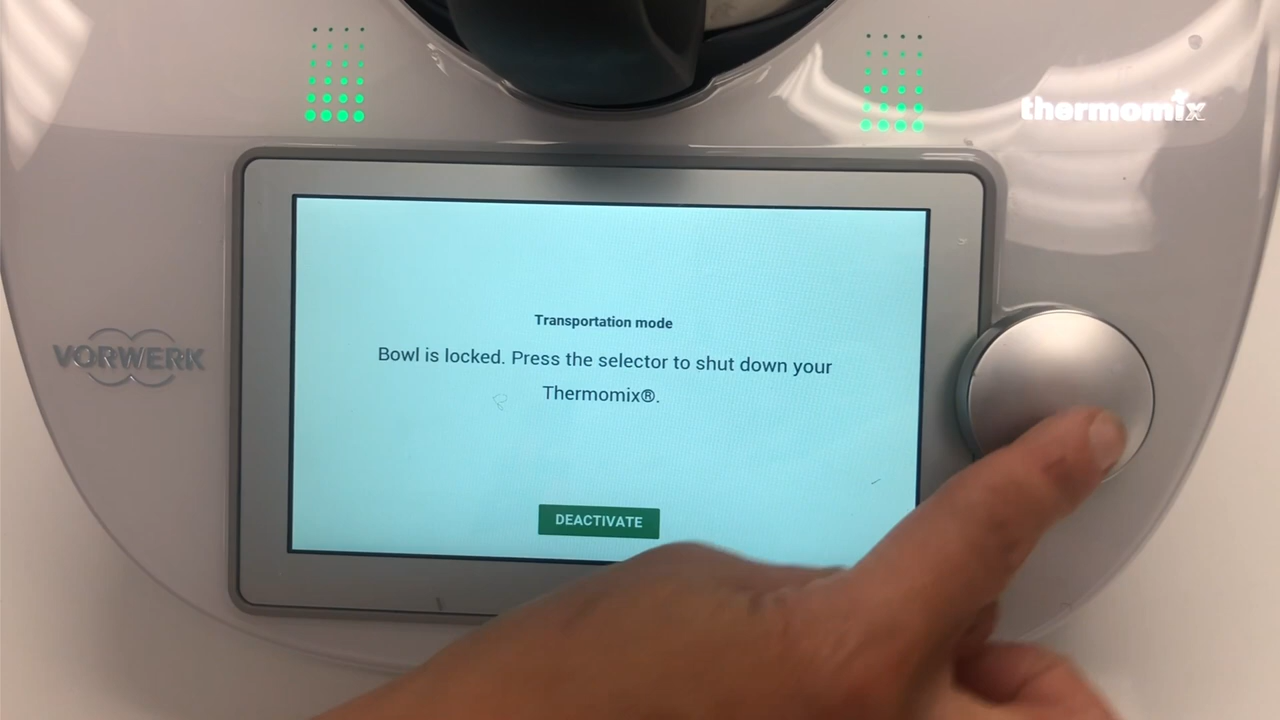 thermomix
VORWERK
Transportation mode
Bowl is locked. Press the selector to shut down your
Thermomix®.
DEACTIVATE